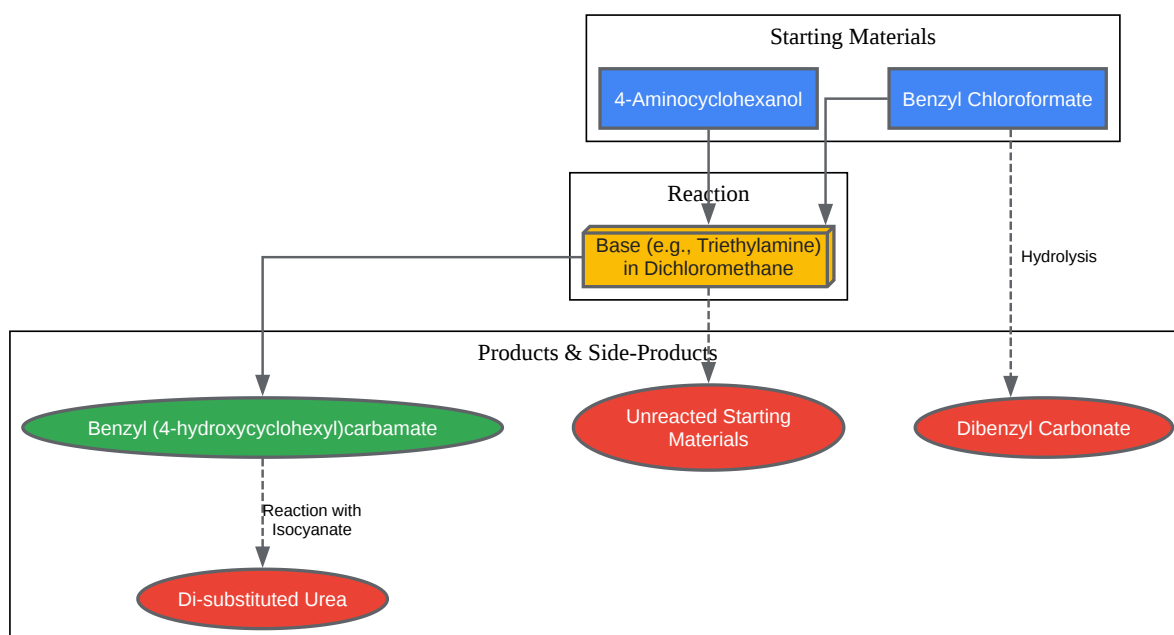 Starting Materials
4-Aminocyclohexanol
Benzyl Chloroformate
Reaction
Base (e.g., Triethylamine)
in Dichloromethane
Hydrolysis
Products & Side-Products
Benzyl (4-hydroxycyclohexyl)carbamate
Unreacted Starting
Materials
Dibenzyl Carbonate
Reaction with
Isocyanate
Di-substituted Urea